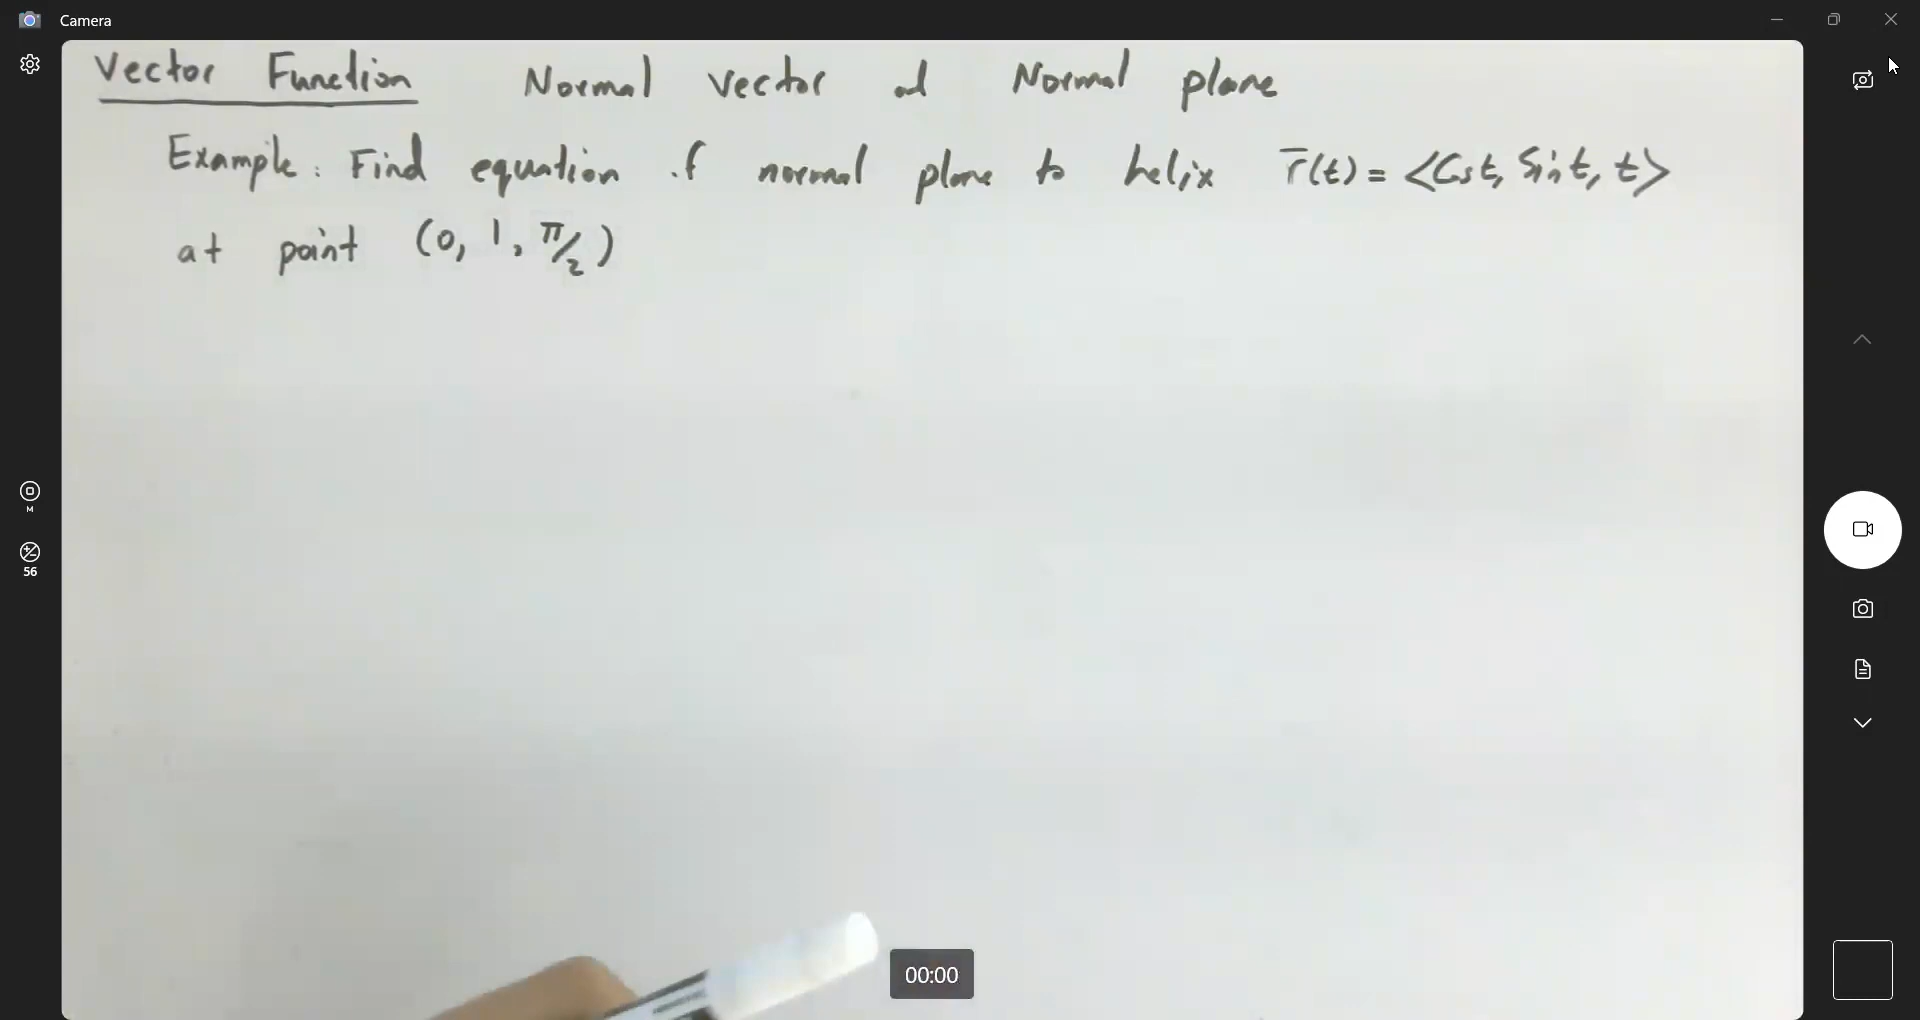 Camera
Vector Function Normal vector ad Normal plane
Example: Find equation of normal plane to helix r̅(t) = <Cost, Sint, t>
at point (0, 1, π/2)
M
56
00:00